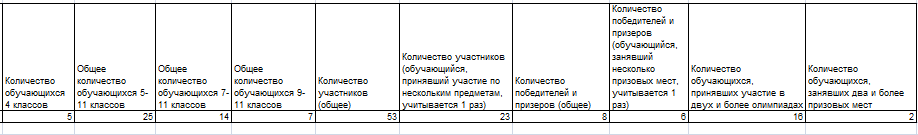 Количество
обучающихся
4 классов
Общее
количество
обучающихся 5-
11 классов
Общее
количество
обучающихся 7-
11 классов
Общее
количество
обучающихся 9-
11 классов
Количество
участников
(общее)
Количество участников
(обучающийся,
принявший участие по
нескольким предметам,
учитывается 1 раз)
Количество
победителей и
призеров (общее)
Количество
победителей и
призеров
(обучающийся,
занявший
несколько
призовых мест,
учитывается 1
раз)
Количество
обучающихся,
принявших участие в
двух и более олимпиадах
Количество
обучающихся,
занявших два и более
призовых мест
5 25 14 7 53 23 8 6 16 2